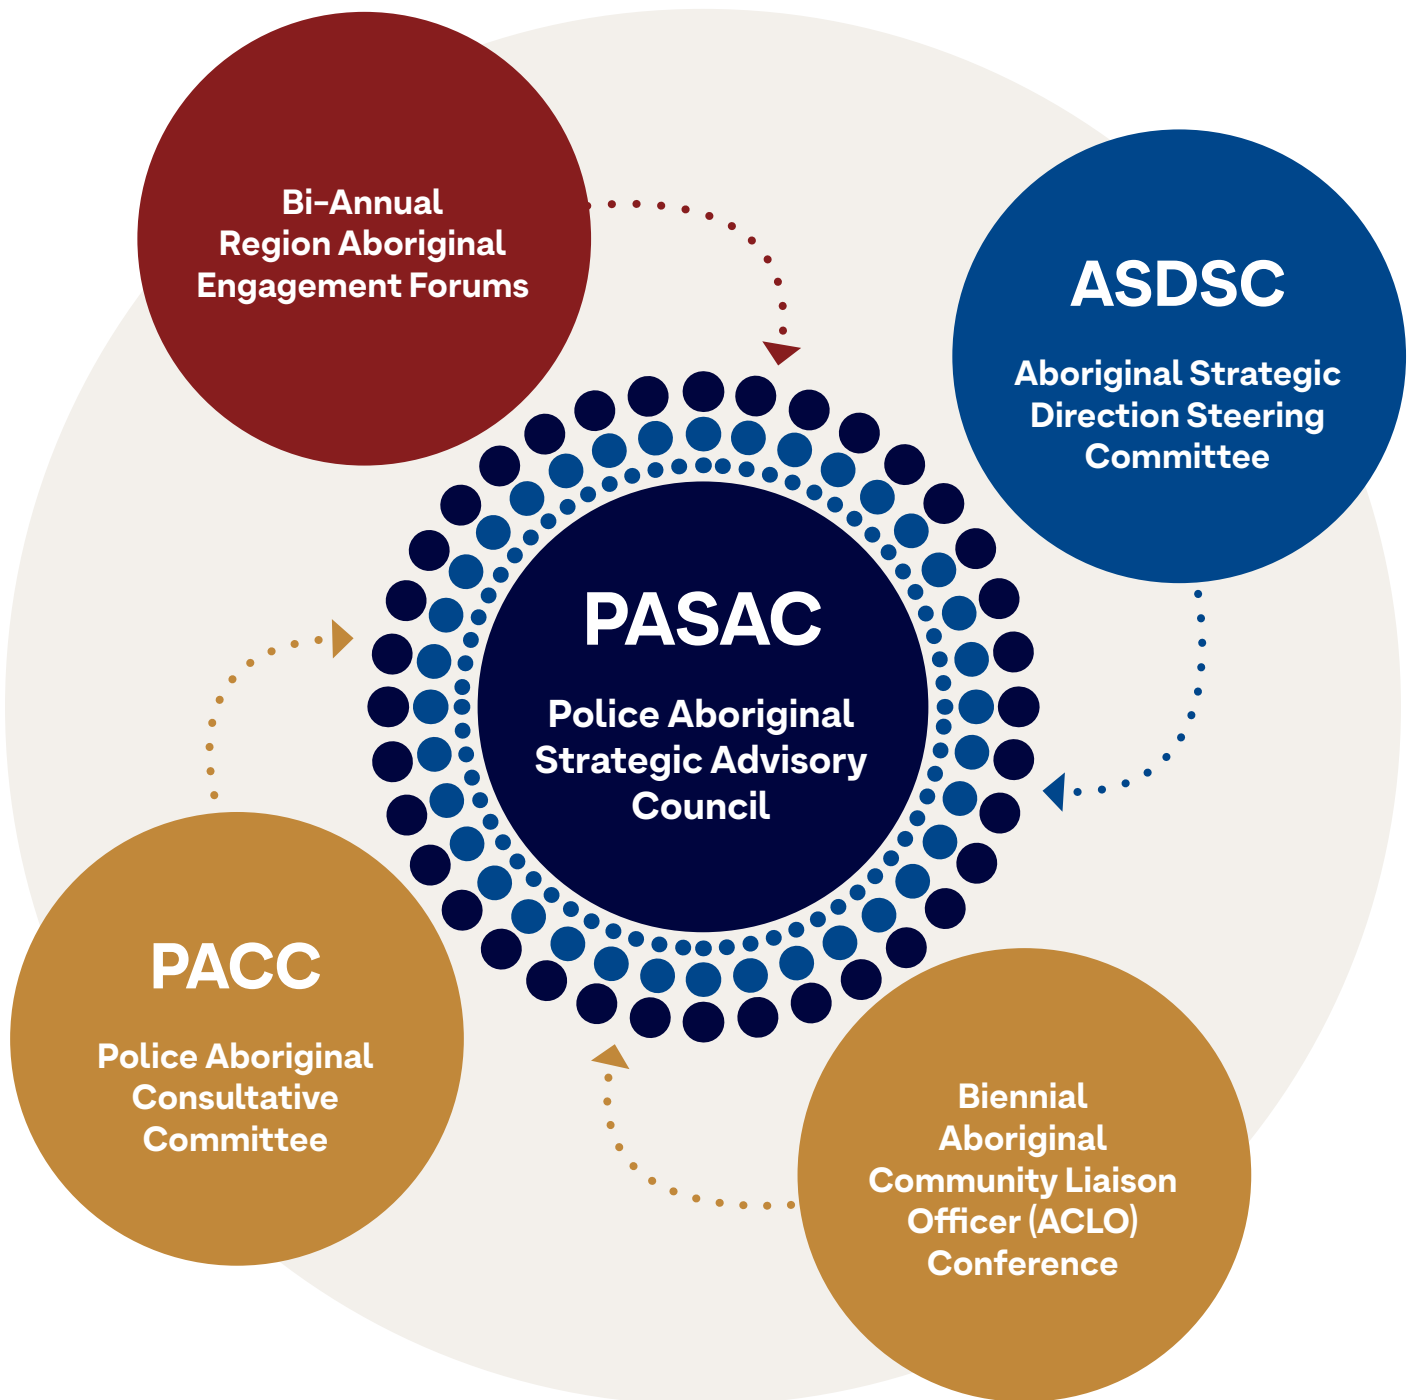 Bi-Annual
Region Aboriginal
Engagement Forums
ASDSC
Aboriginal Strategic
Direction Steering
Committee
PASAC
Police Aboriginal
Strategic Advisory
Council
PACC
Police Aboriginal
Consultative
Committee
Biennial
Aboriginal
Community Liaison
Officer (ACLO)
Conference